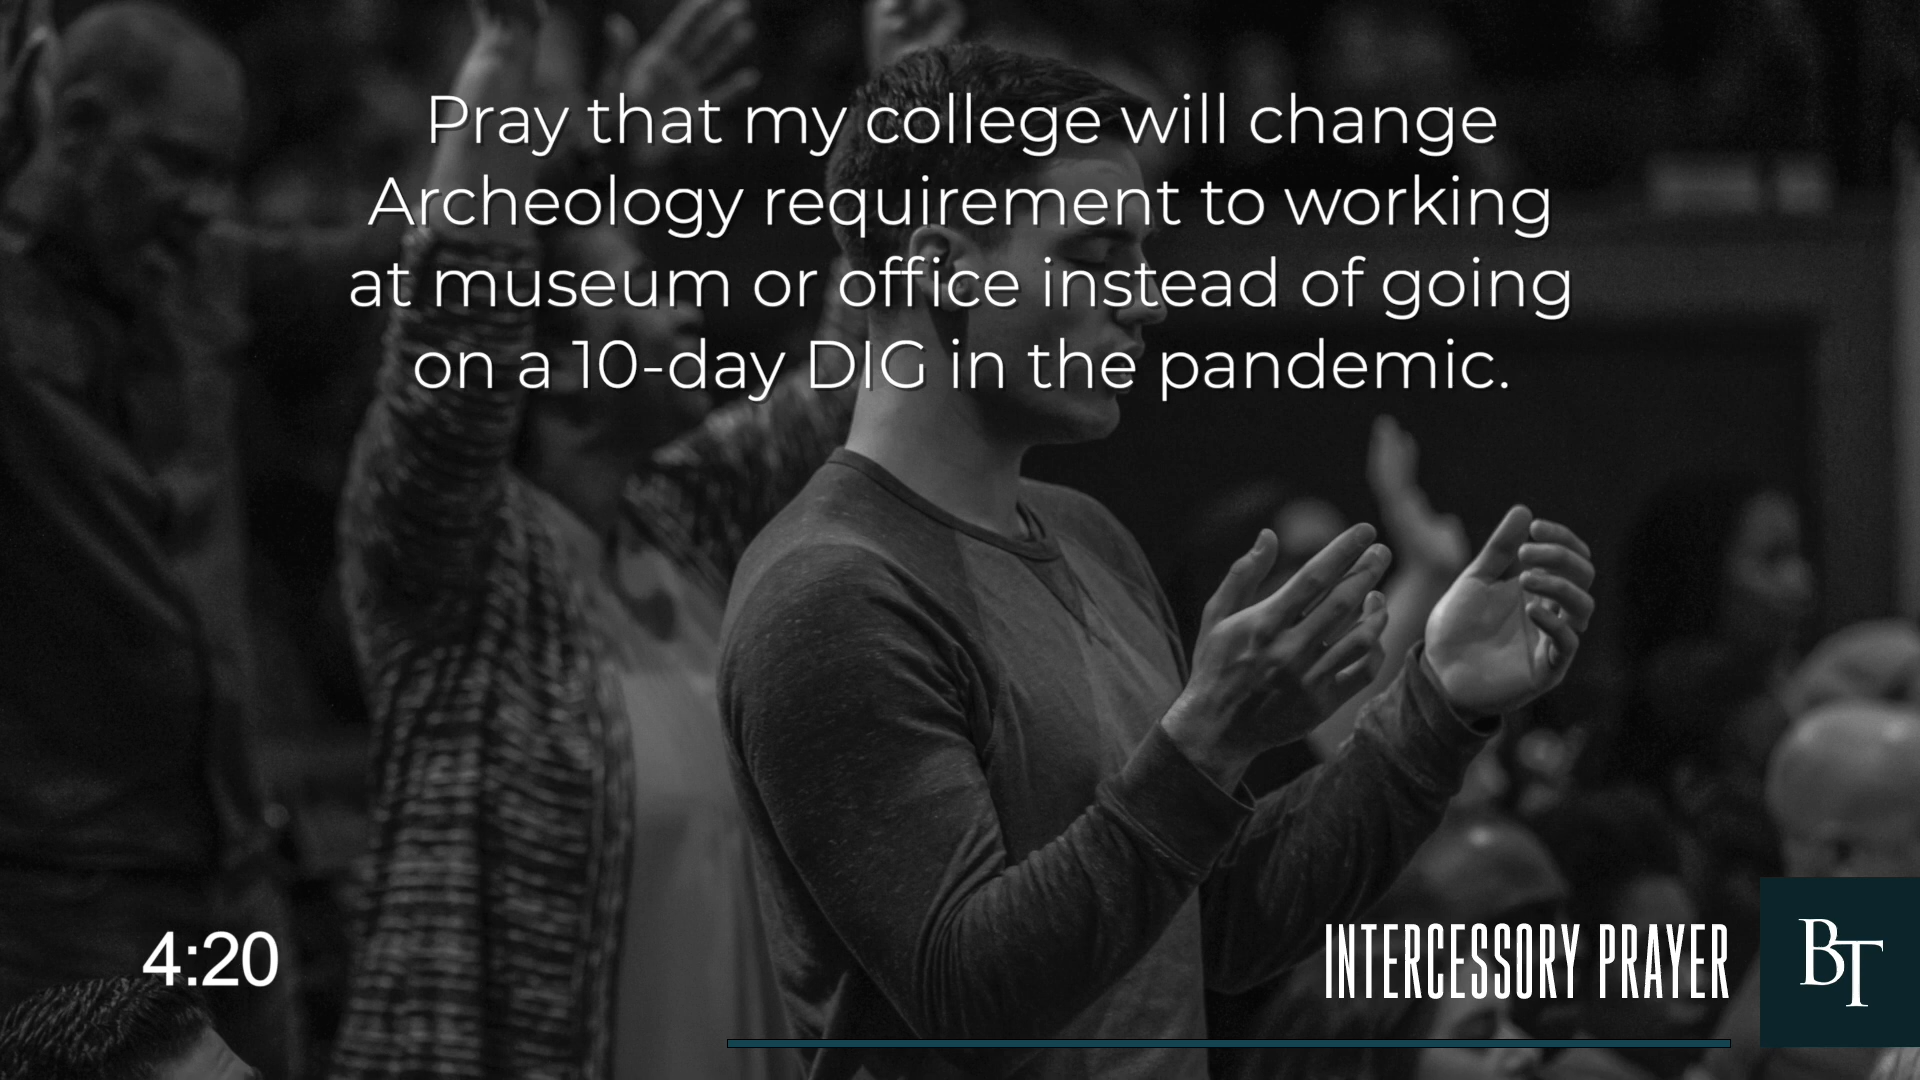 Pray that my college will change
Archeology requirement to working
at museum or office instead of going
on a 10-day DIG in the pandemic.
4:20
INTERCESSORY PRAYER
BT